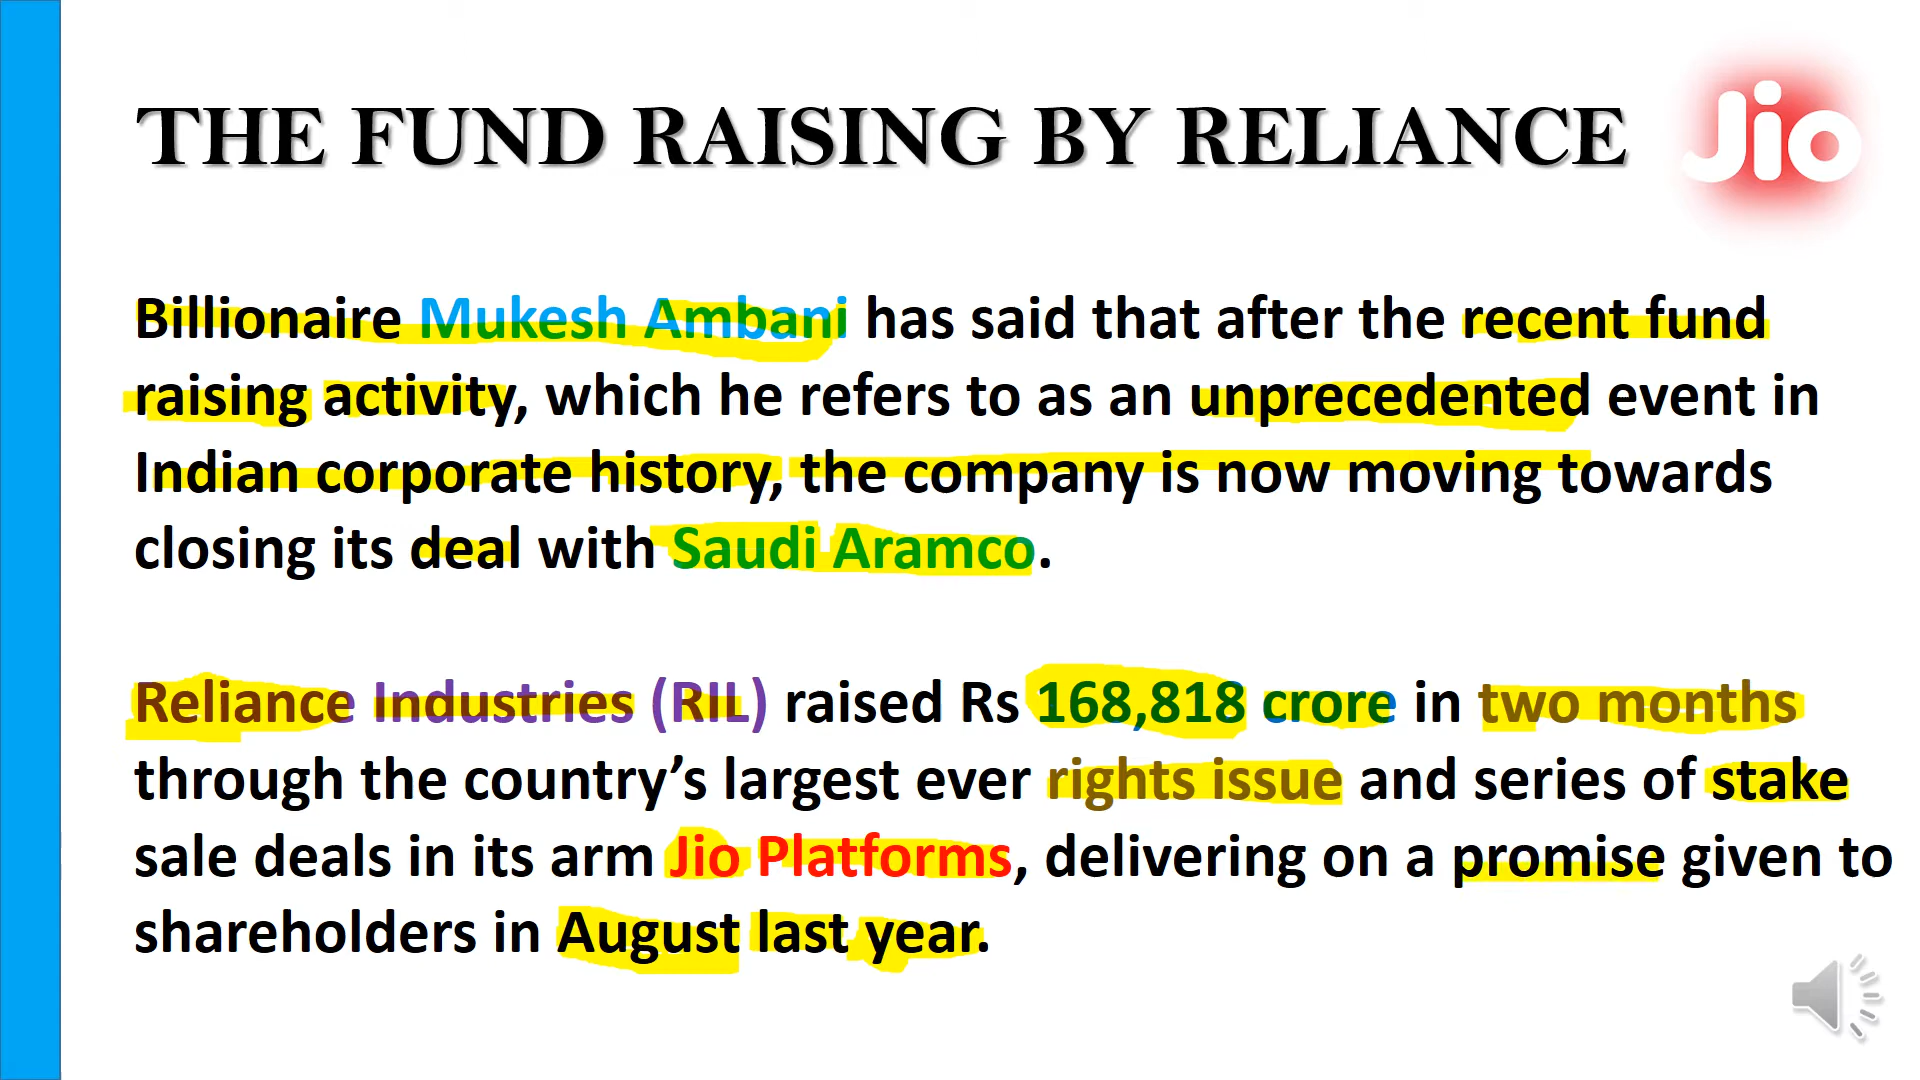 THE FUND RAISING BY RELIANCE
Jio
Billionaire Mukesh Ambani has said that after the recent fund
raising activity, which he refers to as an unprecedented event in
Indian corporate history, the company is now moving towards
closing its deal with Saudi Aramco.
Reliance Industries (RIL) raised Rs 168,818 crore in two months
through the country’s largest ever rights issue and series of stake
sale deals in its arm Jio Platforms, delivering on a promise given to
shareholders in August last year.